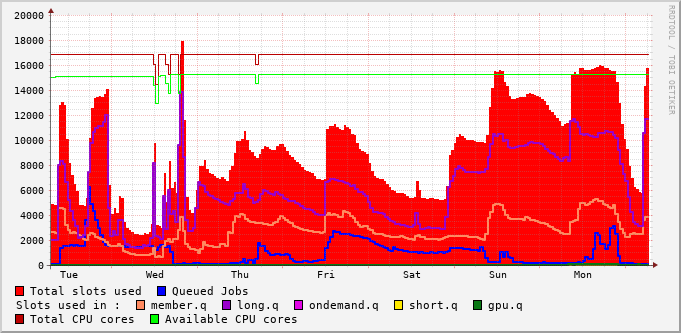 20000
18000
16000
14000
12000
10000
8000
6000
4000
2000
0
Tue Wed Thu Fri Sat Sun Mon
RRDTOOL / TOBI OETIKER
Total slots used Queued Jobs
Slots used in : member.q long.q ondemand.q short.q gpu.q
Total CPU cores Available CPU cores